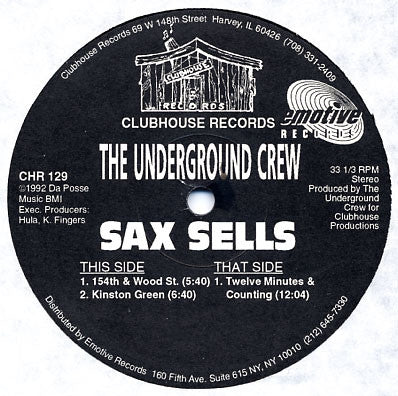 Clubhouse Records 69 W 148th Street Harvey, IL 60426 (708) 331-2409
CLUBHOUSE
RECORDS
CLUBHOUSE RECORDS
emotive
RECORDS
THE UNDERGROUND CREW
CHR 129
©1992 Da Posse
Music BMI
Exec. Producers:
Hula, K. Fingers
33 1/3 RPM
Stereo
Produced by The
Underground
Crew for
Clubhouse
Productions
SAX SELLS
THIS SIDE
1. 154th & Wood St. (5:40)
2. Kinston Green (6:40)
THAT SIDE
1. Twelve Minutes &
Counting (12:04)
Distributed by Emotive Records 160 Fifth Ave. Suite 615 NY, NY 10010 (212) 645-7330